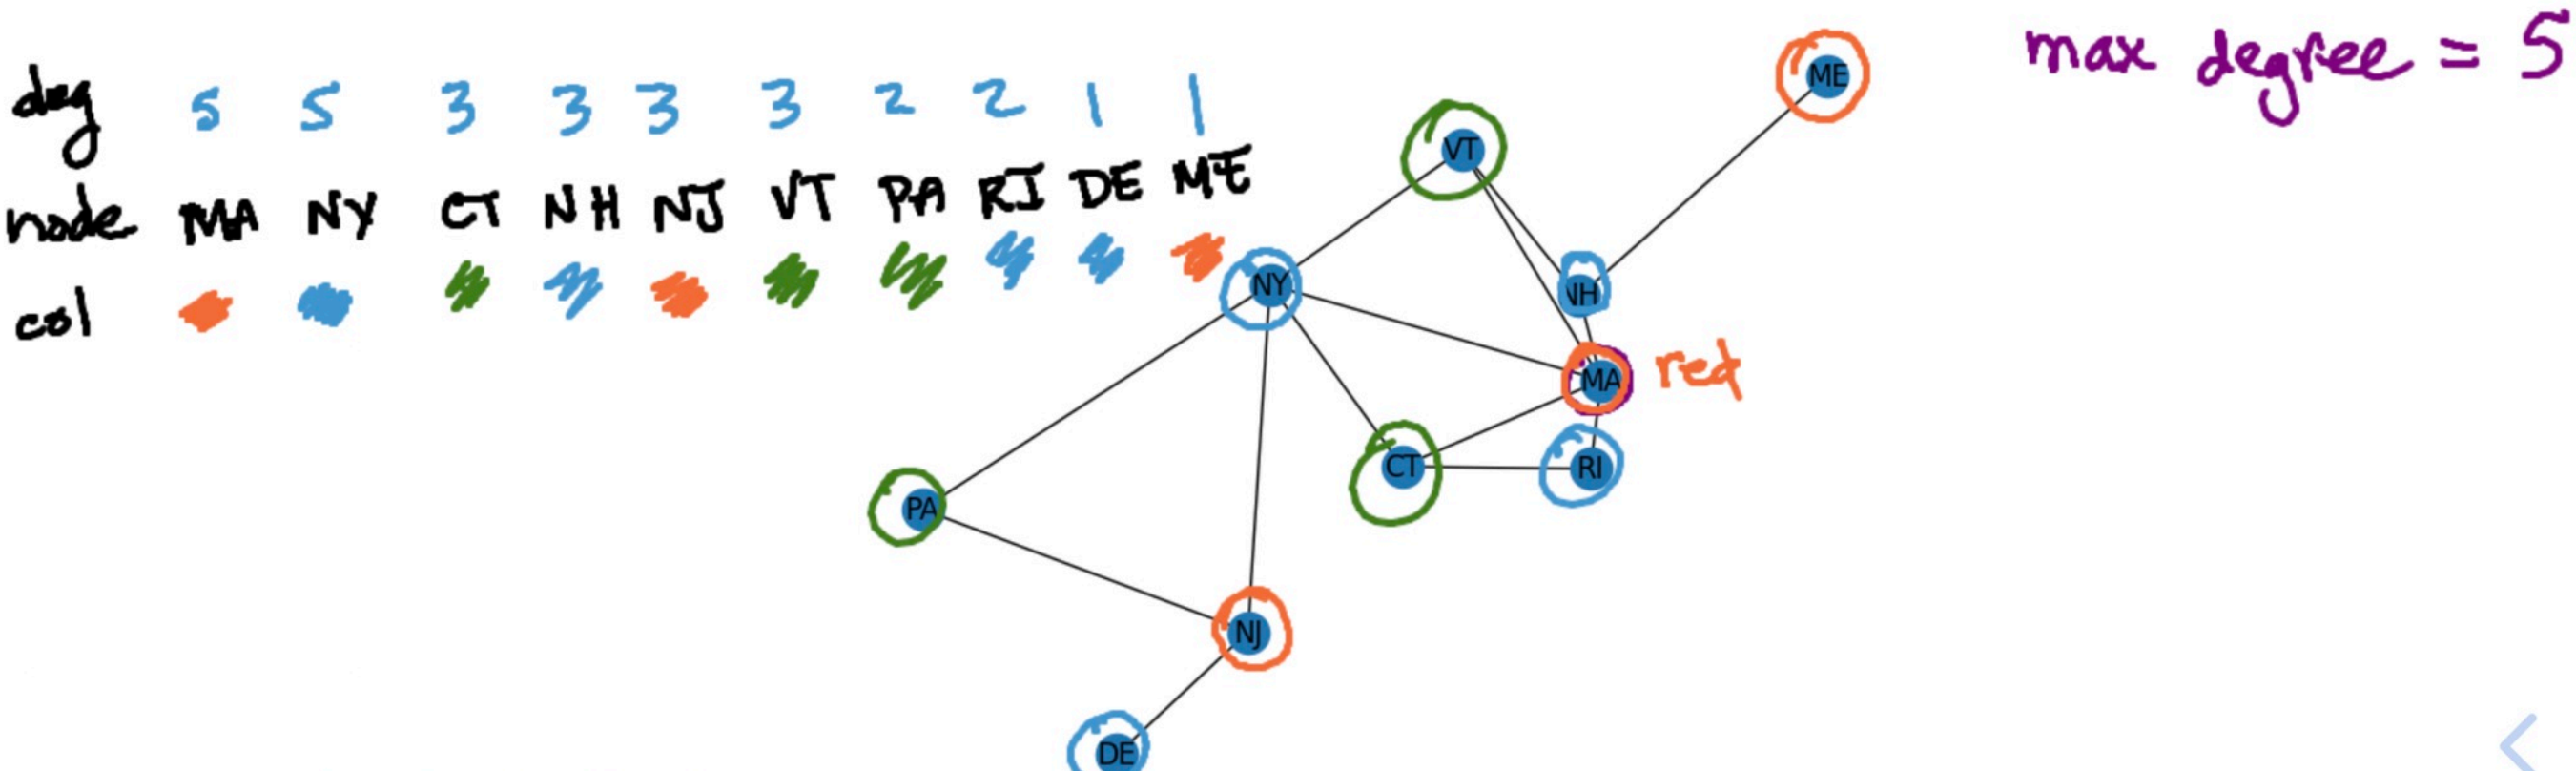 deg 5 5 3 3 3 3 2 2 1 1
node MA NY CT NH NJ VT PA RI DE ME
col
max degree = 5
ME
VT
NY
NH
MA red
CT
RI
PA
NJ
DE